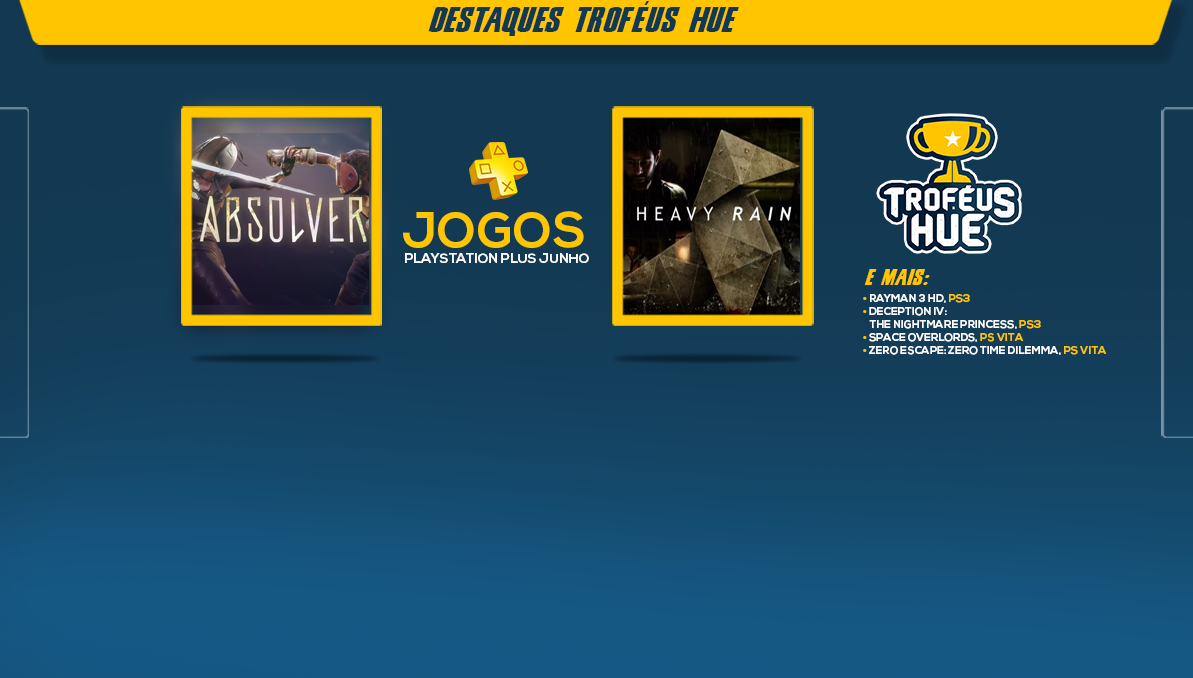 DESTAQUES TROFÉUS HUE
ABSOLVER
JOGOS
PLAYSTATION PLUS JUNHO
HEAVY RAIN
TROFÉUS
HUE
E MAIS:
• RAYMAN 3 HD, PS3
• DECEPTION IV:
THE NIGHTMARE PRINCESS, PS3
• SPACE OVERLORDS, PS VITA
• ZERO ESCAPE: ZERO TIME DILEMMA, PS VITA